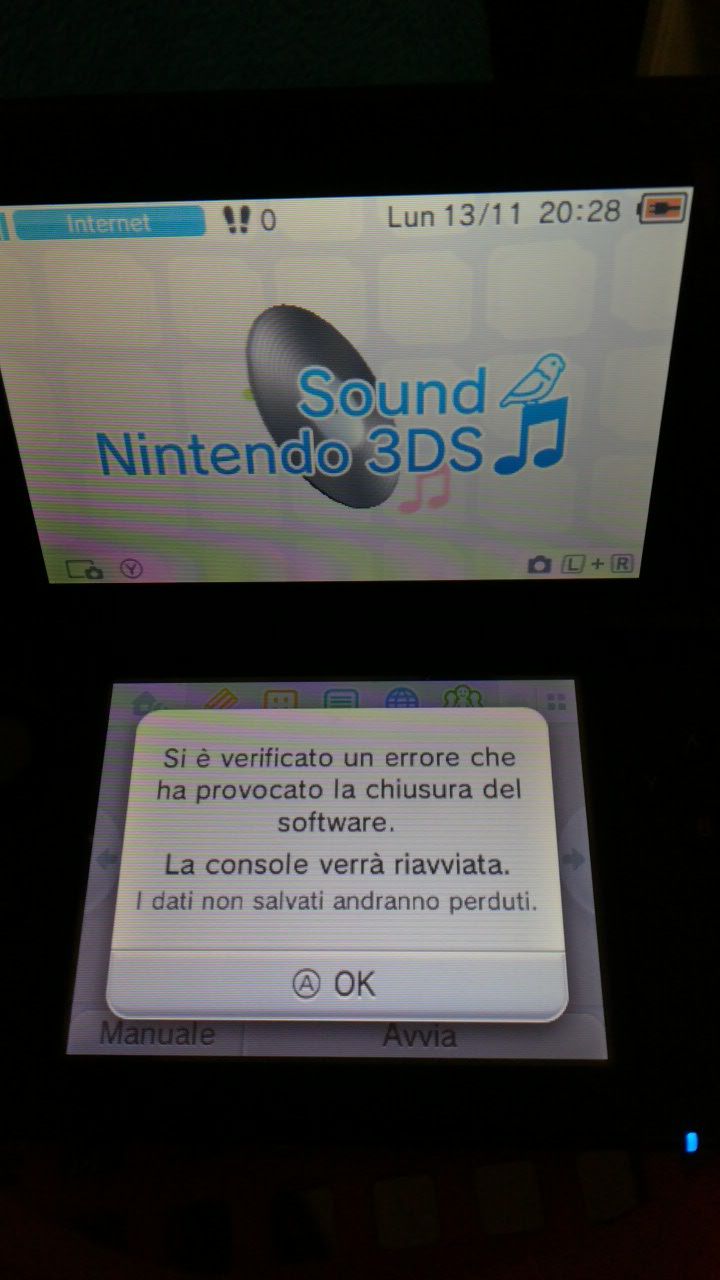 Internet 0 Lun 13/11 20:28
Sound
Nintendo 3DS
Y L + R
Si è verificato un errore che
ha provocato la chiusura del
software.
La console verrà riavviata.
I dati non salvati andranno perduti.
A OK
Manuale Avvia